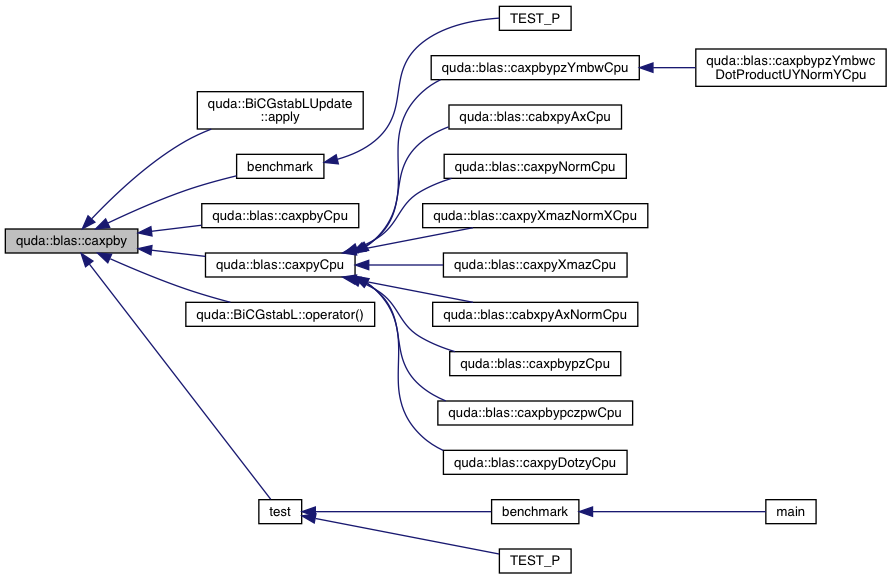 TEST_P
quda::blas::caxpbypzYmbwCpu
quda::blas::caxpbypzYmbwc
DotProductUYNormYCpu
quda::BiCGstabLUpdate
::apply
quda::blas::cabxpyAxCpu
benchmark
quda::blas::caxpyNormCpu
quda::blas::caxpbyCpu
quda::blas::caxpyXmazNormXCpu
quda::blas::caxpby
quda::blas::caxpyCpu
quda::blas::caxpyXmazCpu
quda::BiCGstabL::operator()
quda::blas::cabxpyAxNormCpu
quda::blas::caxpbypzCpu
quda::blas::caxpbypczpwCpu
quda::blas::caxpyDotzyCpu
test
benchmark
main
TEST_P